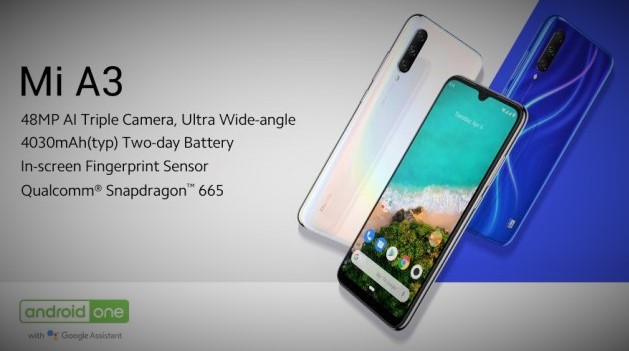 Mi A3
48MP AI Triple Camera, Ultra Wide-angle
4030mAh(typ) Two-day Battery
In-screen Fingerprint Sensor
Qualcomm® Snapdragon™ 665
android one
with Google Assistant